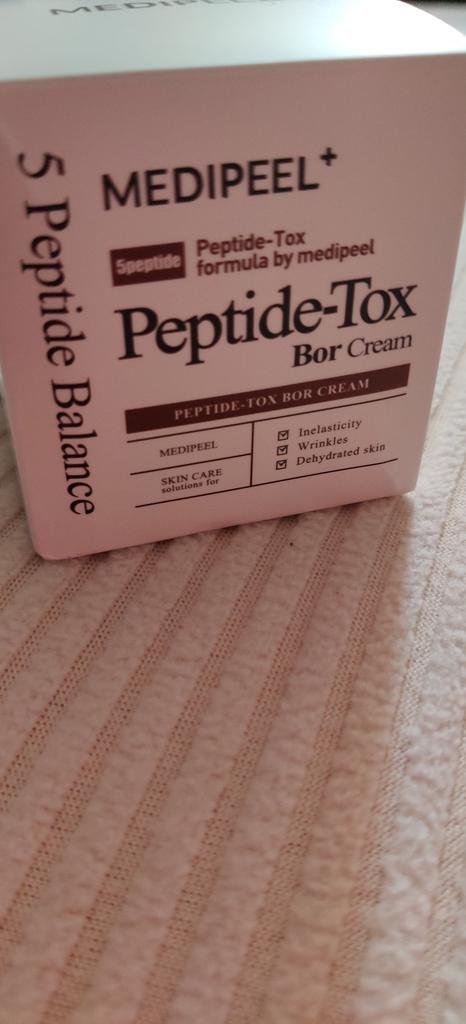 MEDIPEEL
5 Peptide Balance
MEDIPEEL+
5peptide
Peptide-Tox
formula by medipeel
Peptide-Tox
Bor Cream
PEPTIDE-TOX BOR CREAM
MEDIPEEL
SKIN CARE
solutions for
☑ Inelasticity
☑ Wrinkles
☑ Dehydrated skin